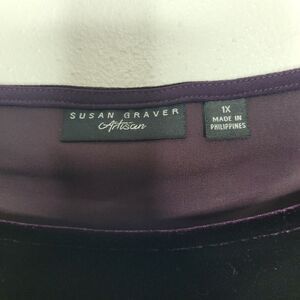 SUSAN GRAVER
Artisan
1X
MADE IN
PHILIPPINES